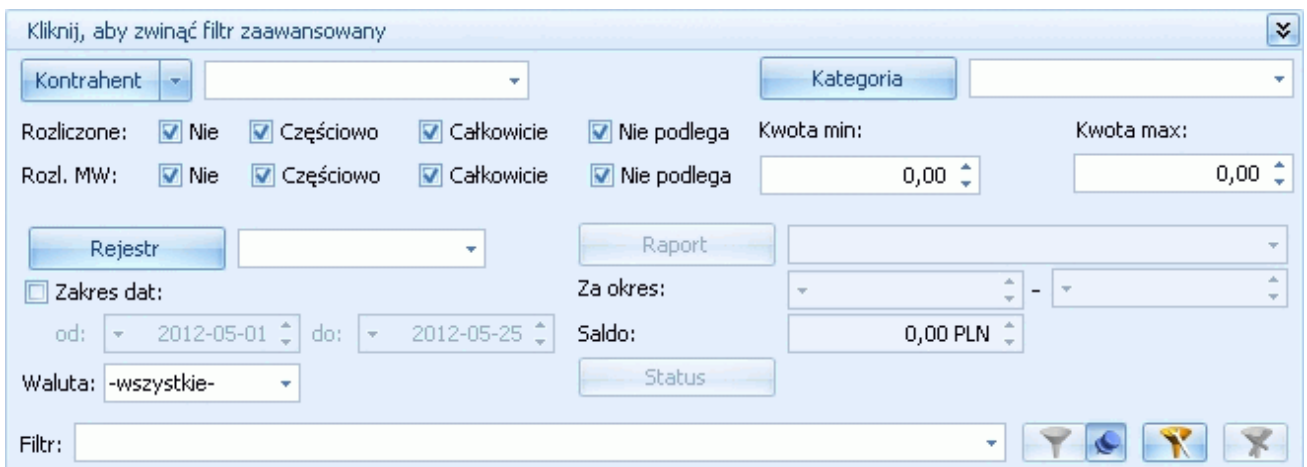 Kliknij, aby zwinąć filtr zaawansowany
Kontrahent Kategoria
Rozliczone: Nie Częściowo Całkowicie Nie podlega Kwota min: Kwota max:
Rozl. MW: Nie Częściowo Całkowicie Nie podlega 0,00 0,00
Rejestr Raport
Zakres dat: Za okres: -
od: 2012-05-01 do: 2012-05-25 Saldo: 0,00 PLN
Waluta: -wszystkie- Status
Filtr: